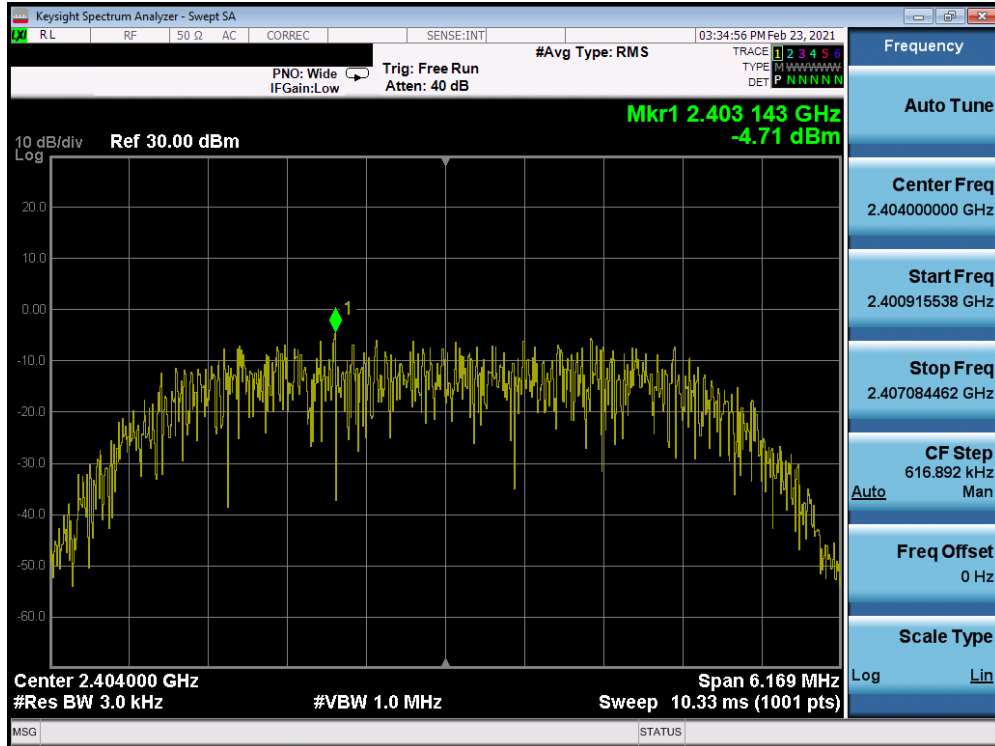 Keysight Spectrum Analyzer - Swept SA
LXI RL RF 50 Ω AC CORREC SENSE:INT 03:34:56 PM Feb 23, 2021
#Avg Type: RMS
TRACE 1 2 3 4 5 6
PNO: Wide Trig: Free Run
TYPE M WWWWW
IFGain:Low Atten: 40 dB
DET P N N N N N
Mkr1 2.403 143 GHz
-4.71 dBm
10 dB/div Ref 30.00 dBm
Log
20.0
10.0
0.00
1
-10.0
-20.0
-30.0
-40.0
-50.0
-60.0
Center 2.404000 GHz Span 6.169 MHz
#Res BW 3.0 kHz #VBW 1.0 MHz Sweep 10.33 ms (1001 pts)
MSG STATUS
Frequency
Auto Tune
Center Freq
2.404000000 GHz
Start Freq
2.400915538 GHz
Stop Freq
2.407084462 GHz
CF Step
616.892 kHz
Auto Man
Freq Offset
0 Hz
Scale Type
Log Lin